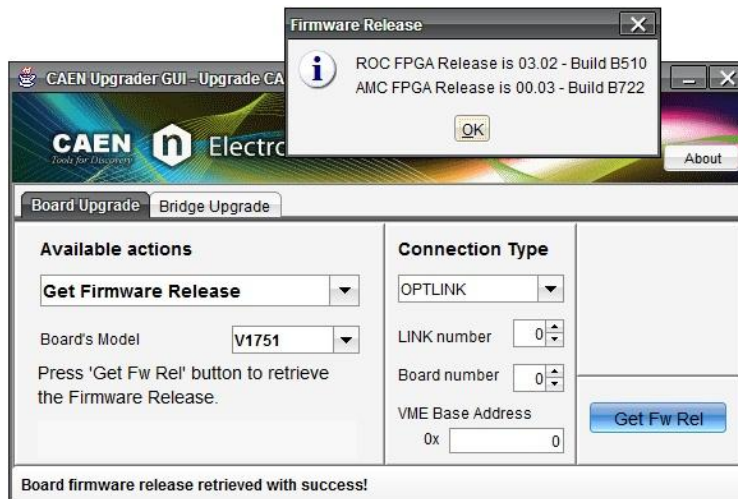 Firmware Release
ROC FPGA Release is 03.02 - Build B510
AMC FPGA Release is 00.03 - Build B722
OK
CAEN Upgrader GUI - Upgrade CA
CAEN n Electro
Tools for Discovery
About
Board Upgrade Bridge Upgrade
Available actions
Get Firmware Release
Board's Model V1751
Press 'Get Fw Rel' button to retrieve
the Firmware Release.
Connection Type
OPTLINK
LINK number 0
Board number 0
VME Base Address
0x 0
Get Fw Rel
Board firmware release retrieved with success!